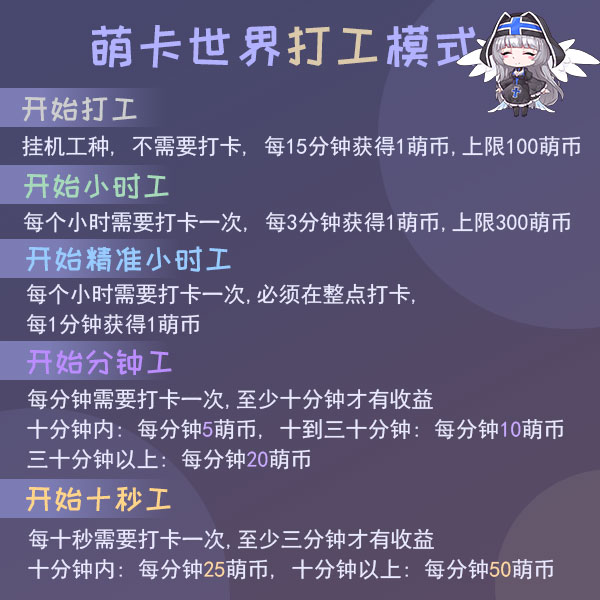 萌卡世界打工模式
开始打工
挂机工种, 不需要打卡, 每15分钟获得1萌币,上限100萌币
开始小时工
每个小时需要打卡一次, 每3分钟获得1萌币,上限300萌币
开始精准小时工
每个小时需要打卡一次,必须在整点打卡,
每1分钟获得1萌币
开始分钟工
每分钟需要打卡一次,至少十分钟才有收益
十分钟内: 每分钟5萌币, 十到三十分钟: 每分钟10萌币
三十分钟以上: 每分钟20萌币
开始十秒工
每十秒需要打卡一次,至少三分钟才有收益
十分钟内: 每分钟25萌币, 十分钟以上: 每分钟50萌币